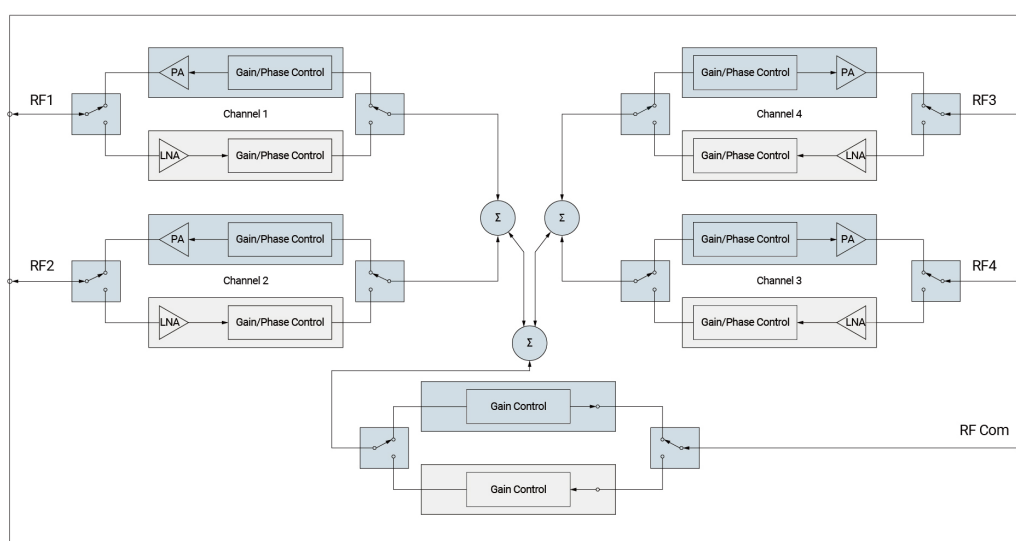 RF1
PA
Gain/Phase Control
Channel 1
LNA
Gain/Phase Control
Gain/Phase Control
PA
RF3
Channel 4
Gain/Phase Control
LNA
Σ
Σ
RF2
PA
Gain/Phase Control
Channel 2
LNA
Gain/Phase Control
Gain/Phase Control
PA
RF4
Channel 3
Gain/Phase Control
LNA
Σ
Gain Control
RF Com
Gain Control